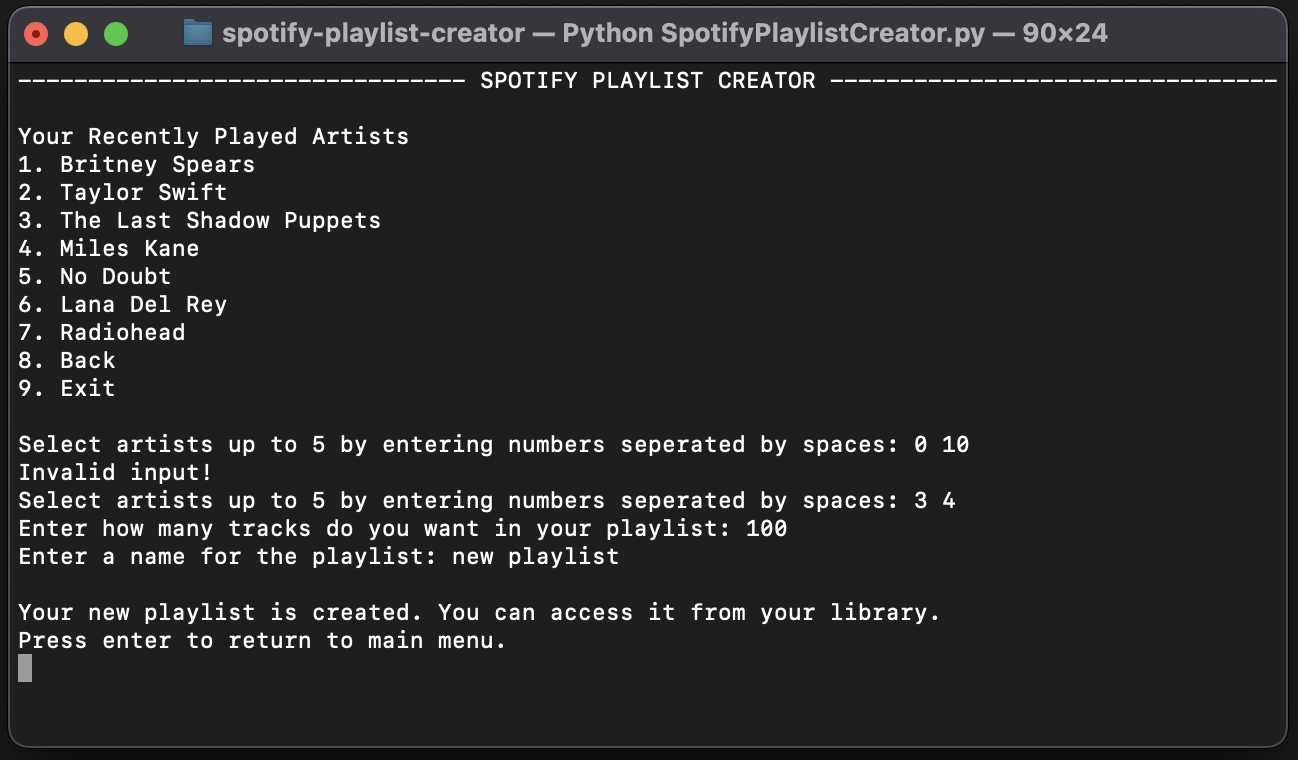 spotify-playlist-creator — Python SpotifyPlaylistCreator.py — 90×24
-------------------------------- SPOTIFY PLAYLIST CREATOR --------------------------------
Your Recently Played Artists
1. Britney Spears
2. Taylor Swift
3. The Last Shadow Puppets
4. Miles Kane
5. No Doubt
6. Lana Del Rey
7. Radiohead
8. Back
9. Exit
Select artists up to 5 by entering numbers seperated by spaces: 0 10
Invalid input!
Select artists up to 5 by entering numbers seperated by spaces: 3 4
Enter how many tracks do you want in your playlist: 100
Enter a name for the playlist: new playlist
Your new playlist is created. You can access it from your library.
Press enter to return to main menu.